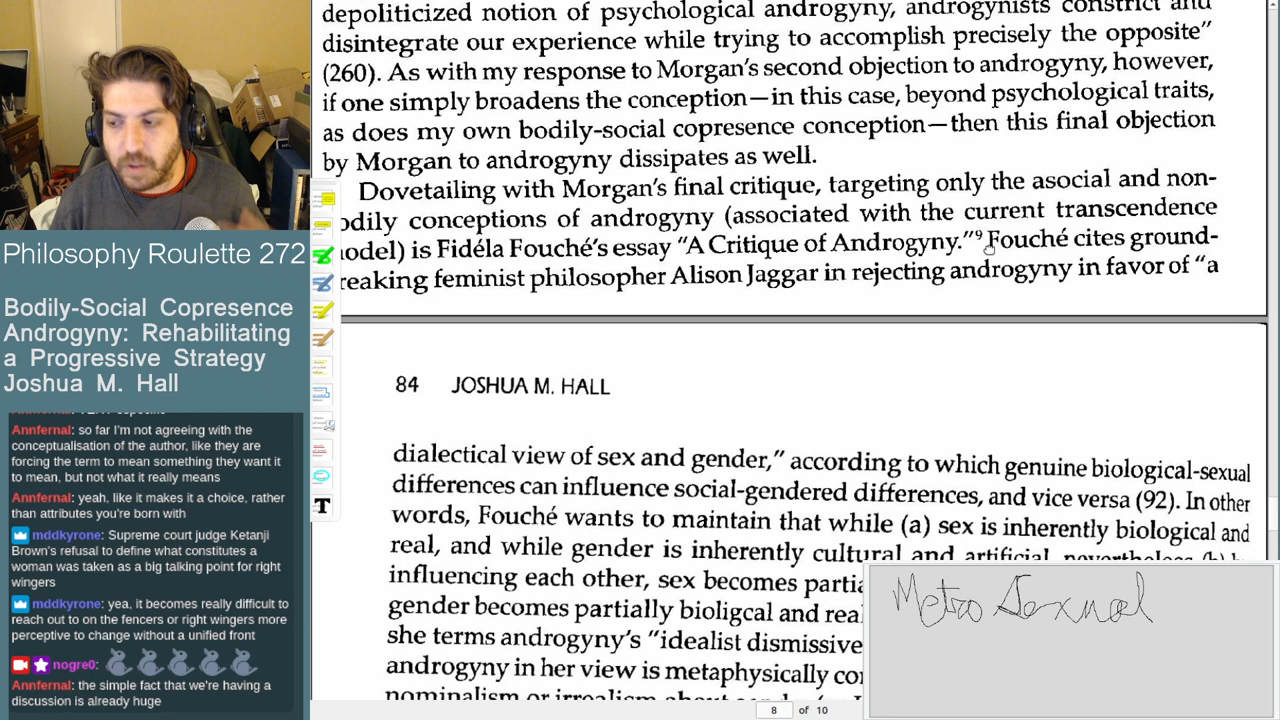 depoliticized notion of psychological androgyny, androgynists constrict and
disintegrate our experience while trying to accomplish precisely the opposite"
(260). As with my response to Morgan's second objection to androgyny, however,
if one simply broadens the conception—in this case, beyond psychological traits,
as does my own bodily-social copresence conception—then this final objection
by Morgan to androgyny dissipates as well.
Dovetailing with Morgan's final critique, targeting only the asocial and non-
odily conceptions of androgyny (associated with the current transcendence
odel) is Fidéla Fouché's essay "A Critique of Androgyny."9 Fouché cites ground-
reaking feminist philosopher Alison Jaggar in rejecting androgyny in favor of "a
84 JOSHUA M. HALL
dialectical view of sex and gender," according to which genuine biological-sexual
differences can influence social-gendered differences, and vice versa (92). In other
words, Fouché wants to maintain that while (a) sex is inherently biological and
real, and while gender is inherently cultural and artificial, nevertheless (b) b
influencing each other, sex becomes partia
gender becomes partially bioligcal and rea
she terms androgyny's "idealist dismissive
androgyny in her view is metaphysically co
nominalism or irrealism about
Philosophy Roulette 272
Bodily-Social Copresence
Androgyny: Rehabilitating
a Progressive Strategy
Joshua M. Hall
Annfernal: so far I'm not agreeing with the
conceptualisation of the author, like they are
forcing the term to mean something they want it
to mean, but not what it really means
Annfernal: yeah, like it makes it a choice, rather
than attributes you're born with
mddkyrone: Supreme court judge Ketanji
Brown's refusal to define what constitutes a
woman was taken as a big talking point for right
wingers
mddkyrone: yea, it becomes really difficult to
reach out to on the fencers or right wingers more
perceptive to change without a unified front
nogre0:
Annfernal: the simple fact that we're having a
discussion is already huge
T
Metro Sexual
8 of 10